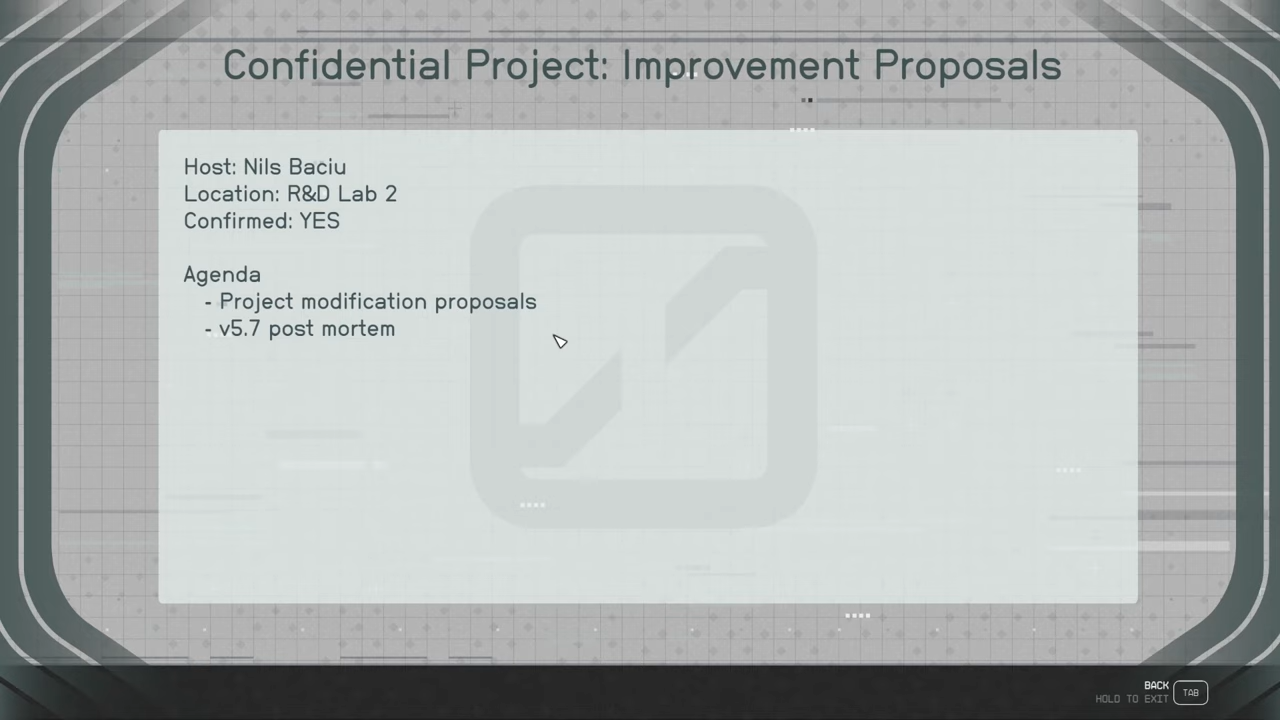 Confidential Project: Improvement Proposals
Host: Nils Baciu
Location: R&D Lab 2
Confirmed: YES
Agenda
- Project modification proposals
- v5.7 post mortem
BACK
HOLD TO EXIT TAB